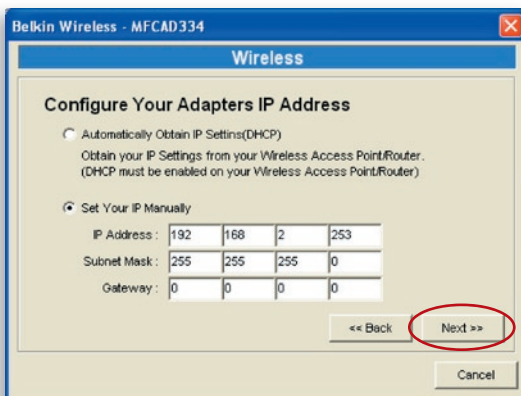 Belkin Wireless - MFCAD334
Wireless
Configure Your Adapters IP Address
Automatically Obtain IP Settins(DHCP)
Obtain your IP Settings from your Wireless Access Point/Router.
(DHCP must be enabled on your Wireless Access Point/Router)
Set Your IP Manually
IP Address : 192 168 2 253
Subnet Mask : 255 255 255 0
Gateway : 0 0 0 0
<< Back Next >>
Cancel